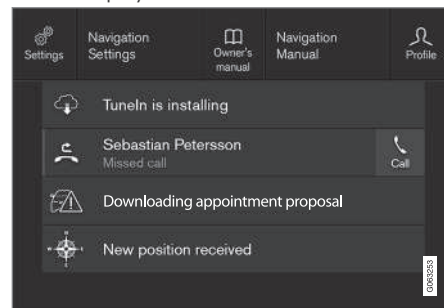 Settings
Navigation
Settings
Owner's
manual
Navigation
Manual
Profile
TuneIn is installing
Sebastian Petersson
Missed call
Call
Downloading appointment proposal
New position received
G063253